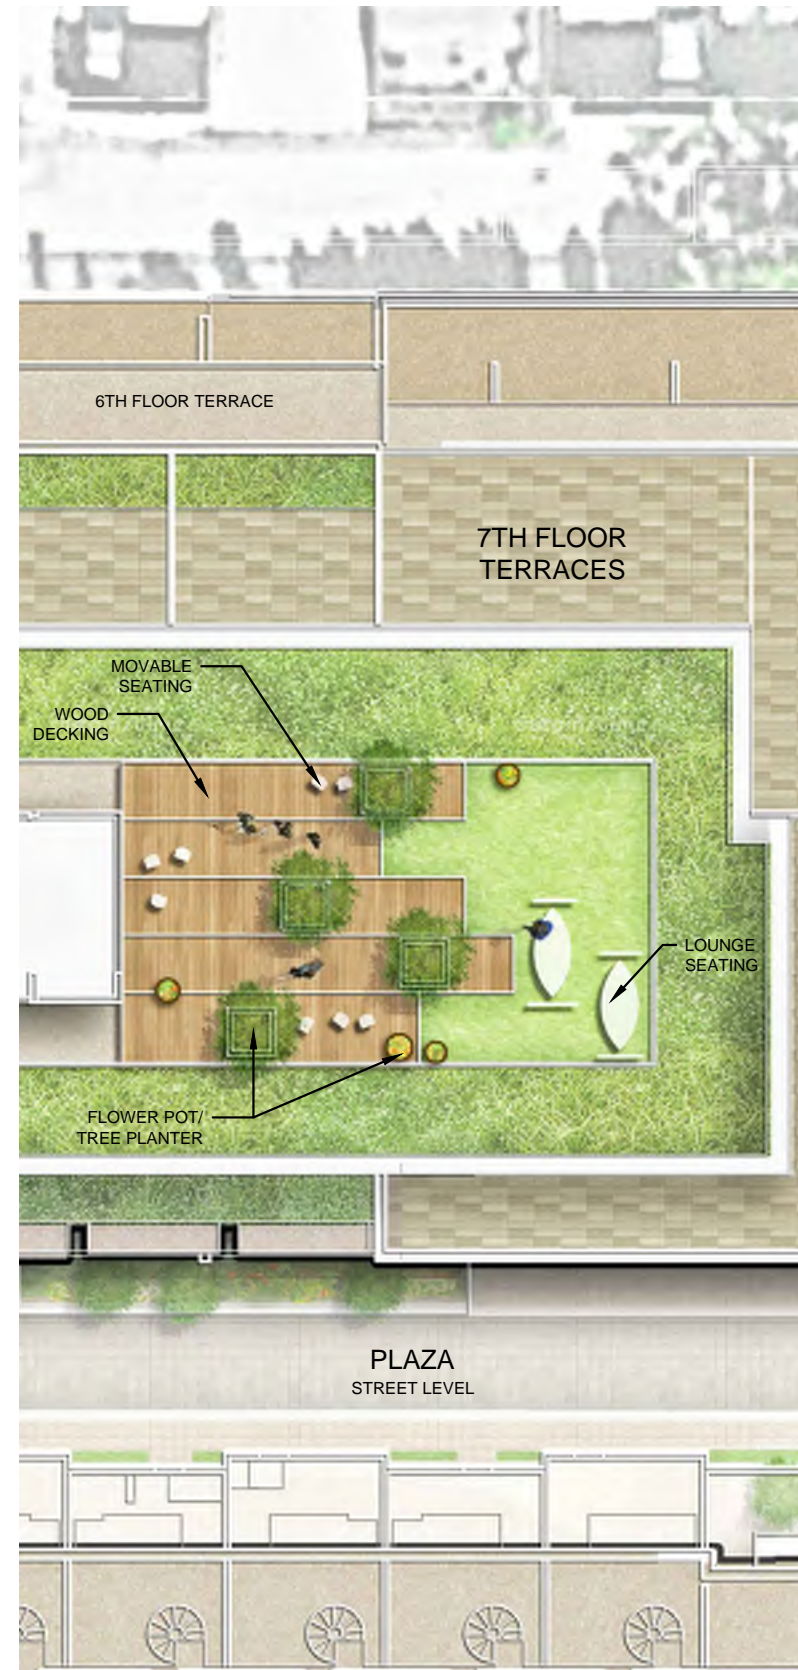 6TH FLOOR TERRACE
7TH FLOOR
TERRACES
MOVABLE
SEATING
WOOD
DECKING
LOUNGE
SEATING
FLOWER POT/
TREE PLANTER
PLAZA
STREET LEVEL